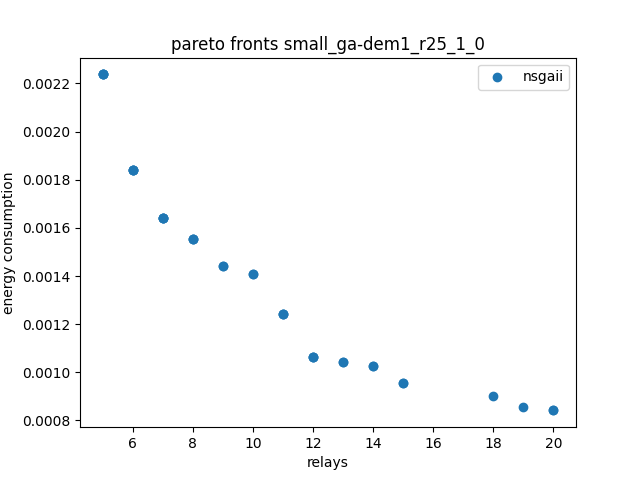 pareto fronts small_ga-dem1_r25_1_0
nsgaii
0.0022
0.0020
0.0018
0.0016
0.0014
0.0012
0.0010
0.0008
energy consumption
6 8 10 12 14 16 18 20
relays